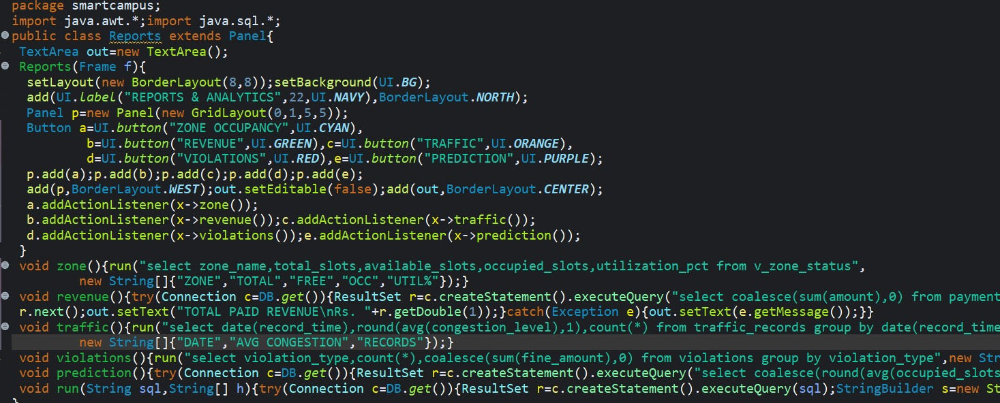 package smartcampus;
import java.awt.*;import java.sql.*;
public class Reports extends Panel{
TextArea out=new TextArea();
Reports(Frame f){
setLayout(new BorderLayout(8,8));setBackground(UI.BG);
add(UI.label("REPORTS & ANALYTICS",22,UI.NAVY),BorderLayout.NORTH);
Panel p=new Panel(new GridLayout(0,1,5,5));
Button a=UI.button("ZONE OCCUPANCY",UI.CYAN),
b=UI.button("REVENUE",UI.GREEN),c=UI.button("TRAFFIC",UI.ORANGE),
d=UI.button("VIOLATIONS",UI.RED),e=UI.button("PREDICTION",UI.PURPLE);
p.add(a);p.add(b);p.add(c);p.add(d);p.add(e);
add(p,BorderLayout.WEST);out.setEditable(false);add(out,BorderLayout.CENTER);
a.addActionListener(x->zone());
b.addActionListener(x->revenue());c.addActionListener(x->traffic());
d.addActionListener(x->violations());e.addActionListener(x->prediction());
}
void zone(){run("select zone_name,total_slots,available_slots,occupied_slots,utilization_pct from v_zone_status",
new String[]{"ZONE","TOTAL","FREE","OCC","UTIL%"});}
void revenue(){try(Connection c=DB.get()){ResultSet r=c.createStatement().executeQuery("select coalesce(sum(amount),0) from payment
r.next();out.setText("TOTAL PAID REVENUE\nRs. "+r.getDouble(1));}catch(Exception e){out.setText(e.getMessage());}}
void traffic(){run("select date(record_time),round(avg(congestion_level),1),count(*) from traffic_records group by date(record_time
new String[]{"DATE","AVG CONGESTION","RECORDS"});}
void violations(){run("select violation_type,count(*),coalesce(sum(fine_amount),0) from violations group by violation_type",new Str
void prediction(){try(Connection c=DB.get()){ResultSet r=c.createStatement().executeQuery("select coalesce(round(avg(occupied_slots
void run(String sql,String[] h){try(Connection c=DB.get()){ResultSet r=c.createStatement().executeQuery(sql);StringBuilder s=new St